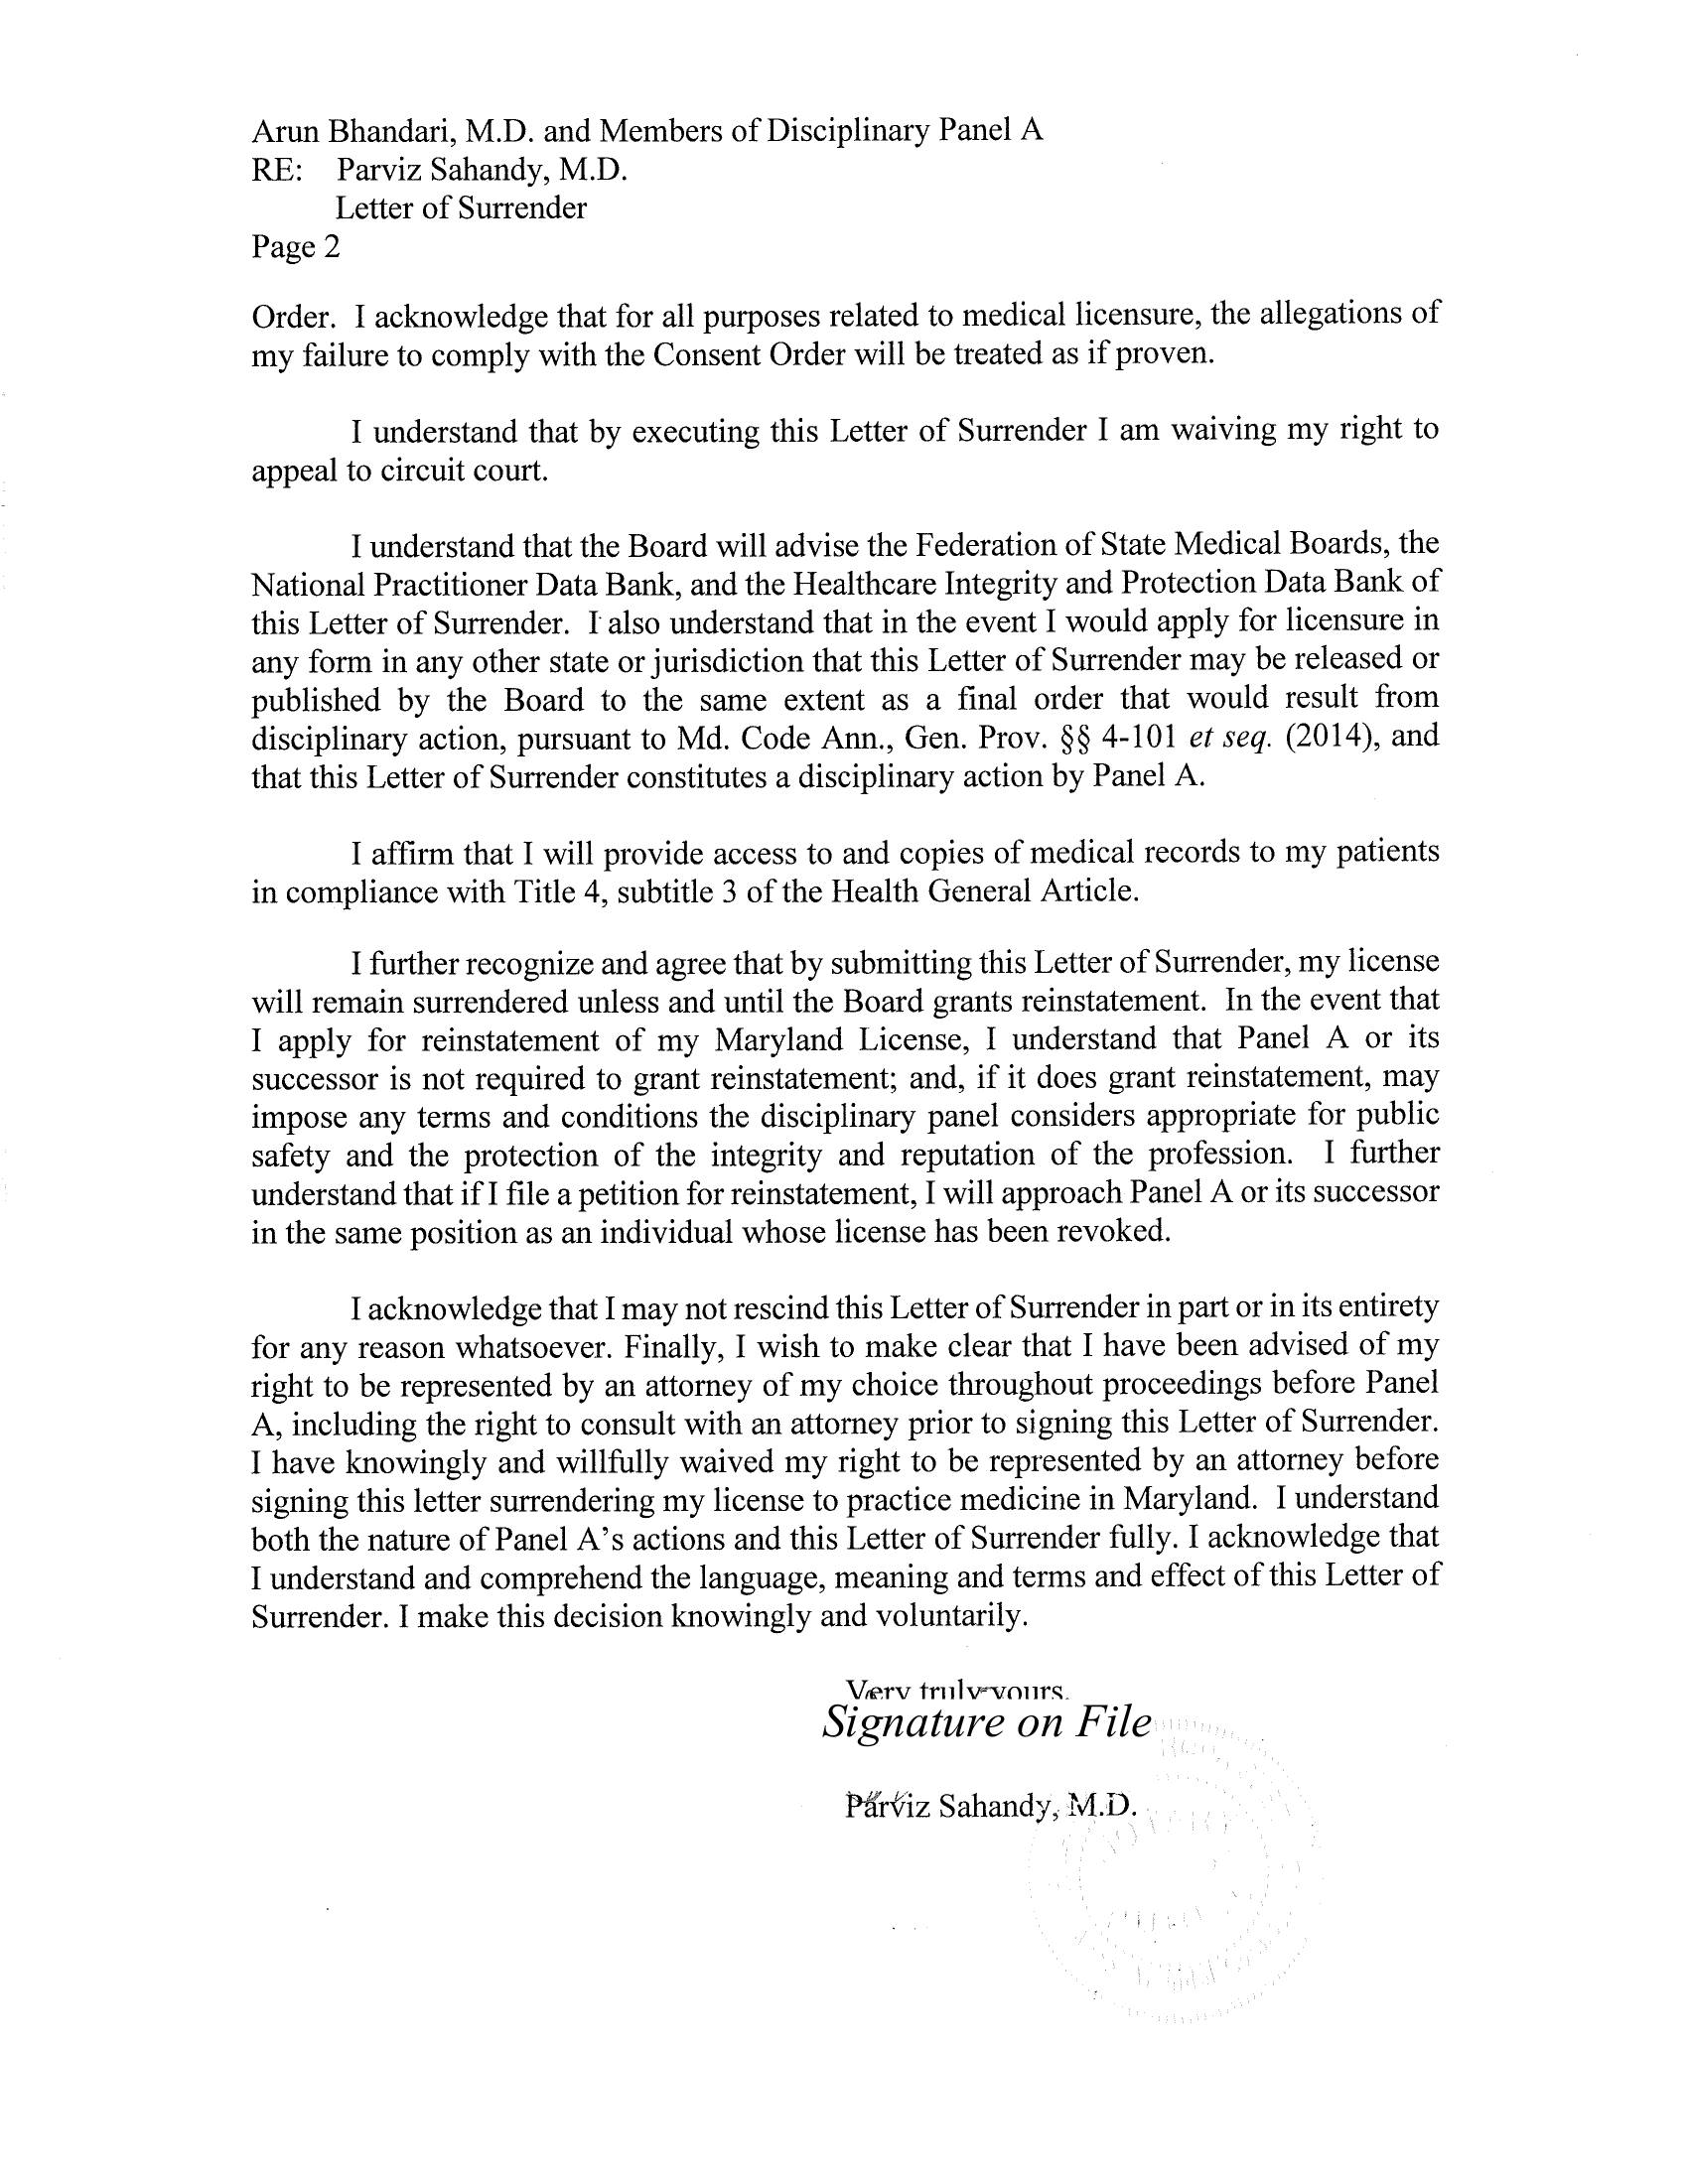 Arun Bhandari, M.D. and Members of Disciplinary Panel A
RE: Parviz Sahandy, M.D.
Letter of Surrender
Page 2
Order. I acknowledge that for all purposes related to medical licensure, the allegations of
my failure to comply with the Consent Order will be treated as if proven.
I understand that by executing this Letter of Surrender I am waiving my right to
appeal to circuit court.
I understand that the Board will advise the Federation of State Medical Boards, the
National Practitioner Data Bank, and the Healthcare Integrity and Protection Data Bank of
this Letter of Surrender. I also understand that in the event I would apply for licensure in
any form in any other state or jurisdiction that this Letter of Surrender may be released or
published by the Board to the same extent as a final order that would result from
disciplinary action, pursuant to Md. Code Ann., Gen. Prov. §§ 4-101 et seq. (2014), and
that this Letter of Surrender constitutes a disciplinary action by Panel A.
I affirm that I will provide access to and copies of medical records to my patients
in compliance with Title 4, subtitle 3 of the Health General Article.
I further recognize and agree that by submitting this Letter of Surrender, my license
will remain surrendered unless and until the Board grants reinstatement. In the event that
I apply for reinstatement of my Maryland License, I understand that Panel A or its
successor is not required to grant reinstatement; and, if it does grant reinstatement, may
impose any terms and conditions the disciplinary panel considers appropriate for public
safety and the protection of the integrity and reputation of the profession. I further
understand that if I file a petition for reinstatement, I will approach Panel A or its successor
in the same position as an individual whose license has been revoked.
I acknowledge that I may not rescind this Letter of Surrender in part or in its entirety
for any reason whatsoever. Finally, I wish to make clear that I have been advised of my
right to be represented by an attorney of my choice throughout proceedings before Panel
A, including the right to consult with an attorney prior to signing this Letter of Surrender.
I have knowingly and willfully waived my right to be represented by an attorney before
signing this letter surrendering my license to practice medicine in Maryland. I understand
both the nature of Panel A's actions and this Letter of Surrender fully. I acknowledge that
I understand and comprehend the language, meaning and terms and effect of this Letter of
Surrender. I make this decision knowingly and voluntarily.
Very truly yours,
Signature on File
Parviz Sahandy, M.D.